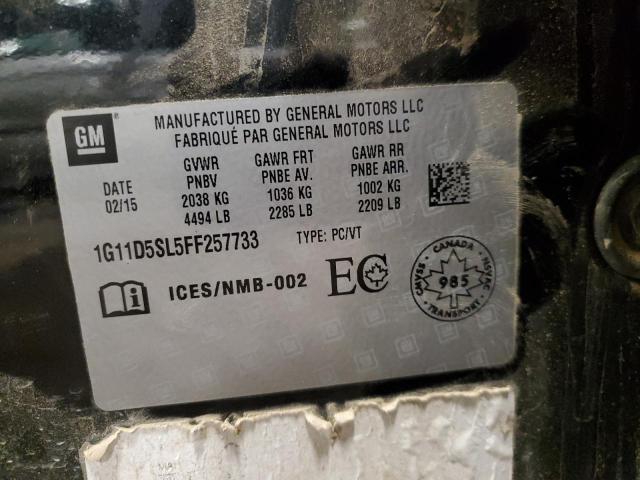 GM
MANUFACTURED BY GENERAL MOTORS LLC
FABRIQUÉ PAR GENERAL MOTORS LLC
DATE
02/15
GVWR
PNBV
2038 KG
4494 LB
GAWR FRT
PNBE AV.
1036 KG
2285 LB
GAWR RR
PNBE ARR.
1002 KG
2209 LB
1G11D5SL5FF257733 TYPE: PC/VT
ICES/NMB-002 EC
CANADA
CMVSS 985 NSVAC
TRANSPORT